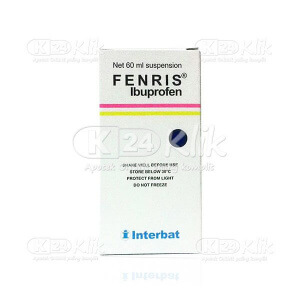 Net 60 ml suspension
FENRIS®
Ibuprofen
SHAKE WELL BEFORE USE
STORE BELOW 30°C
PROTECT FROM LIGHT
DO NOT FREEZE
Interbat
K24Klik